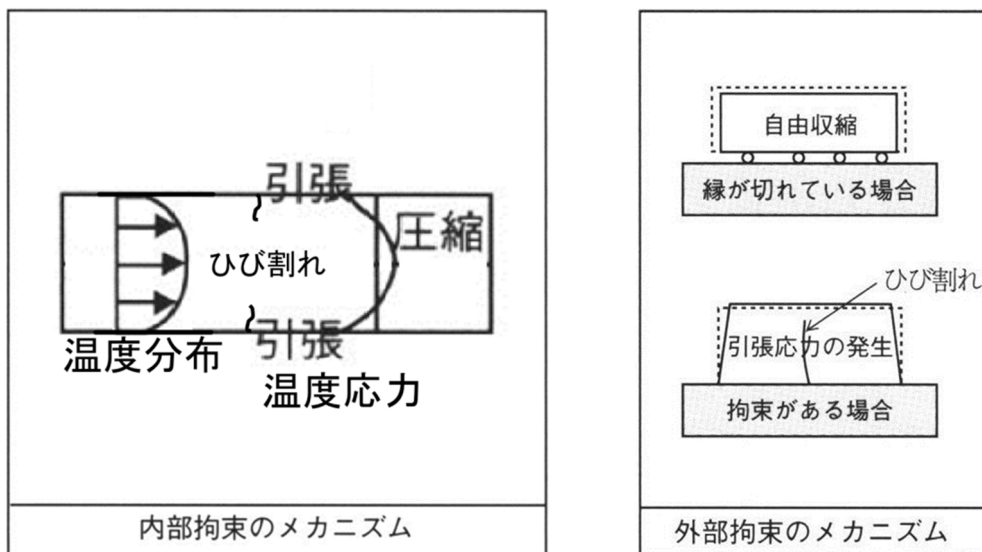 引張
圧縮
ひび割れ
引張
温度分布
温度応力
内部拘束のメカニズム
自由収縮
縁が切れている場合
ひび割れ
引張応力の発生
拘束がある場合
外部拘束のメカニズム